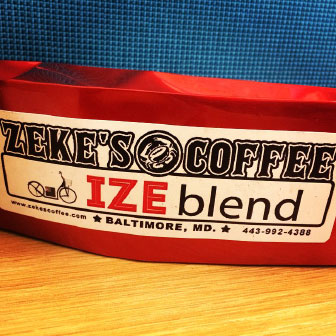 ZEKE'S COFFEE
IZE blend
www.zekescoffee.com
★ BALTIMORE, MD. ★ 443-992-4388